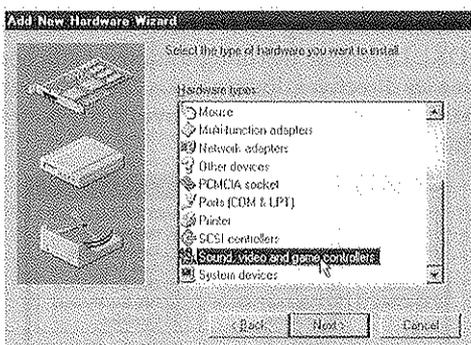 Add New Hardware Wizard
Select the type of hardware you want to install.
Hardware types:
Mouse
Multi-function adapters
Network adapters
Other devices
PCMCIA socket
Ports (COM & LPT)
Printer
SCSI controllers
Sound, video and game controllers
System devices
< Back
Next >
Cancel